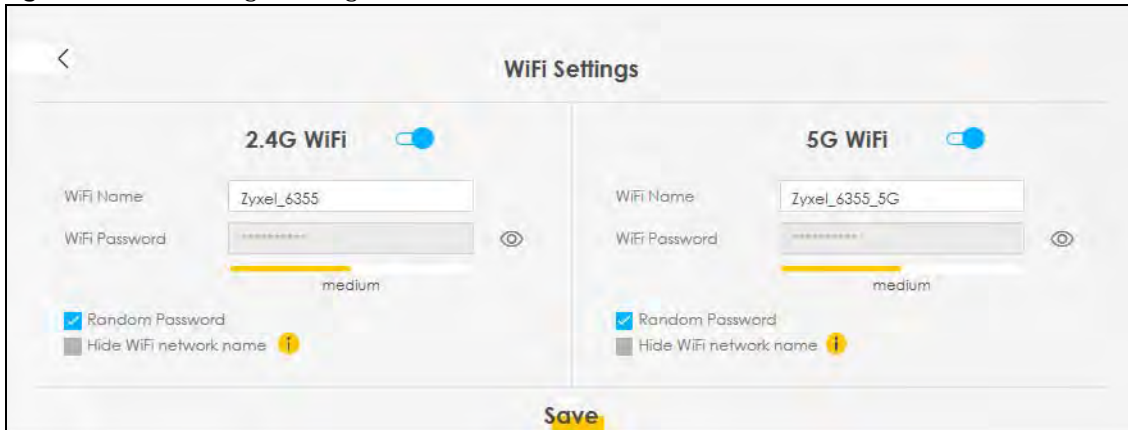 WiFi Settings
2.4G WiFi
WiFi Name Zyxel_6355
WiFi Password **********
medium
Random Password
Hide WiFi network name i
5G WiFi
WiFi Name Zyxel_6355_5G
WiFi Password **********
medium
Random Password
Hide WiFi network name i
Save